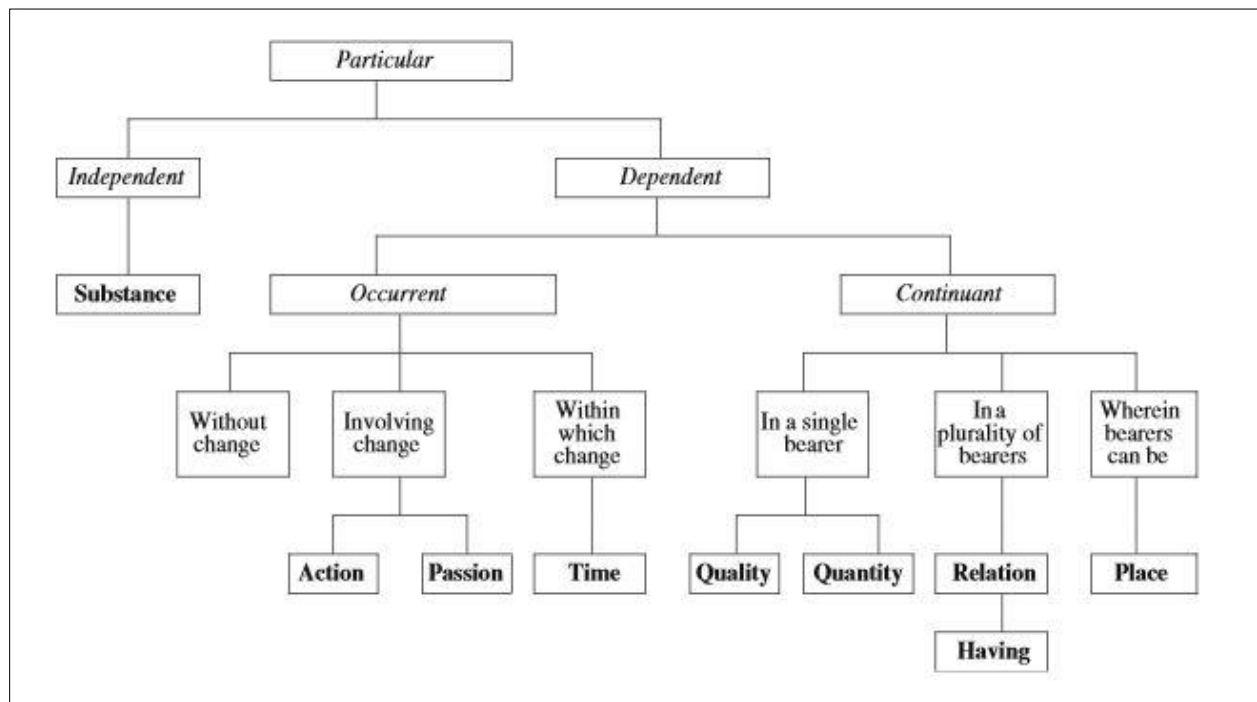 Particular
Independent
Dependent
Substance
Occurrent
Continuant
Without
change
Involving
change
Within
which
change
In a single
bearer
In a
plurality of
bearers
Wherein
bearers
can be
Action
Passion
Time
Quality
Quantity
Relation
Place
Having